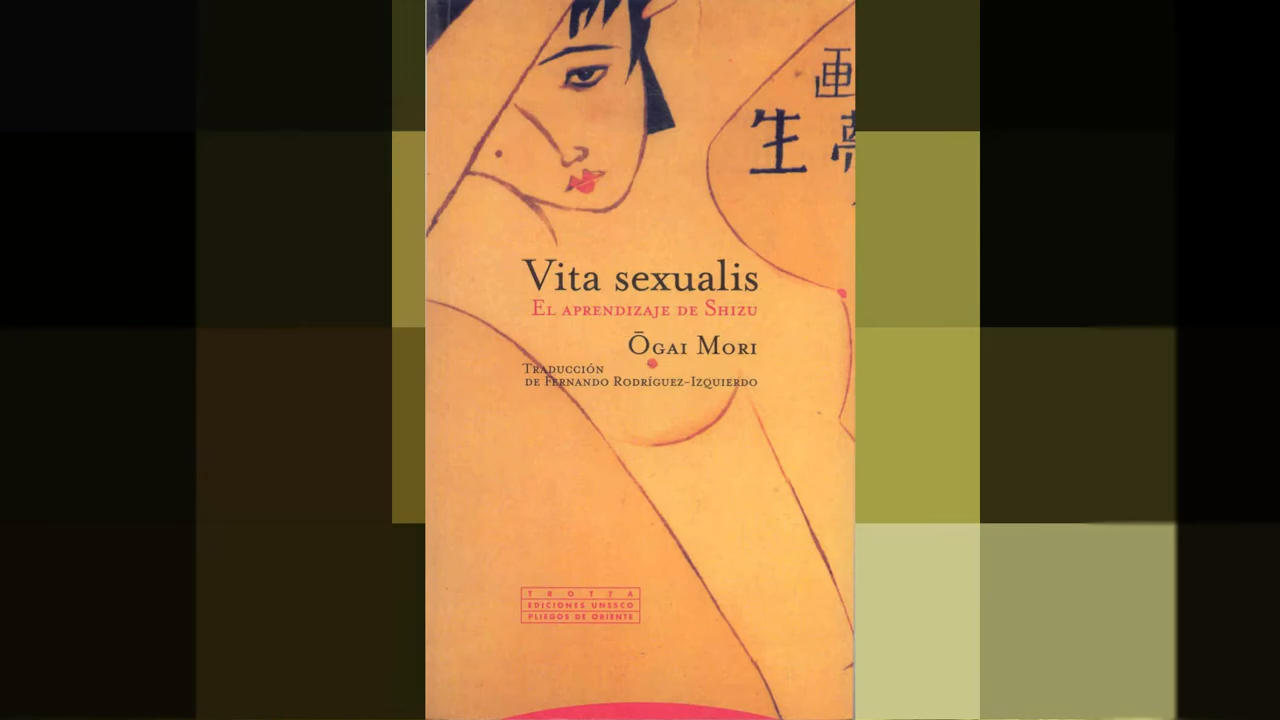 画
生
Vita sexualis
El aprendizaje de Shizu
Ōgai Mori
Traducción
de Fernando Rodríguez-Izquierdo
TROTTA
EDICIONES UNESCO
PLIEGOS DE ORIENTE